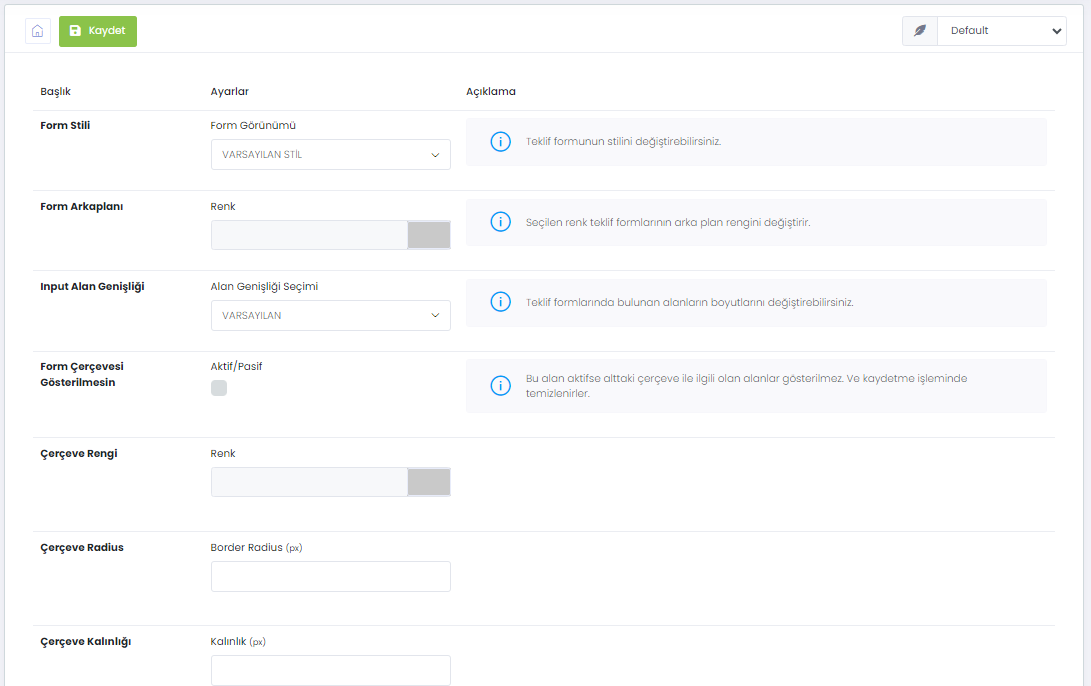 Kaydet
Default
Başlık Ayarlar Açıklama
Form Stili
Form Görünümü
VARSAYILAN STİL
Teklif formunun stilini değiştirebilirsiniz.
Form Arkaplanı
Renk
Seçilen renk teklif formlarının arka plan rengini değiştirir.
Input Alan Genişliği
Alan Genişliği Seçimi
VARSAYILAN
Teklif formlarında bulunan alanların boyutlarını değiştirebilirsiniz.
Form Çerçevesi
Gösterilmesin
Aktif/Pasif
Bu alan aktifse alttaki çerçeve ile ilgili olan alanlar gösterilmez. Ve kaydetme işleminde
temizlenirler.
Çerçeve Rengi
Renk
Çerçeve Radius
Border Radius (px)
Çerçeve Kalınlığı
Kalınlık (px)